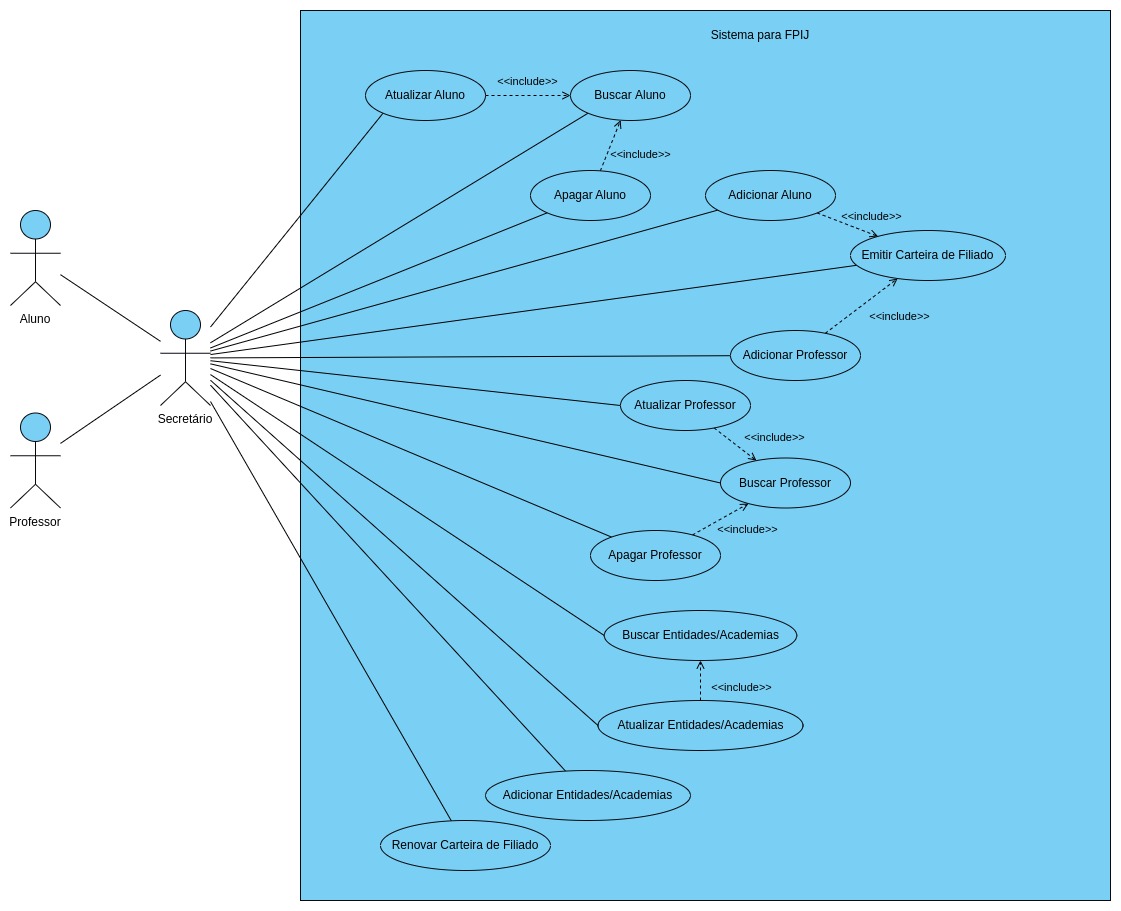 Sistema para FPIJ
<<include>>
Atualizar Aluno
Buscar Aluno
<<include>>
Apagar Aluno
Adicionar Aluno
<<include>>
Emitir Carteira de Filiado
Aluno
<<include>>
Adicionar Professor
Secretário
Atualizar Professor
<<include>>
Buscar Professor
Professor
<<include>>
Apagar Professor
Buscar Entidades/Academias
<<include>>
Atualizar Entidades/Academias
Adicionar Entidades/Academias
Renovar Carteira de Filiado